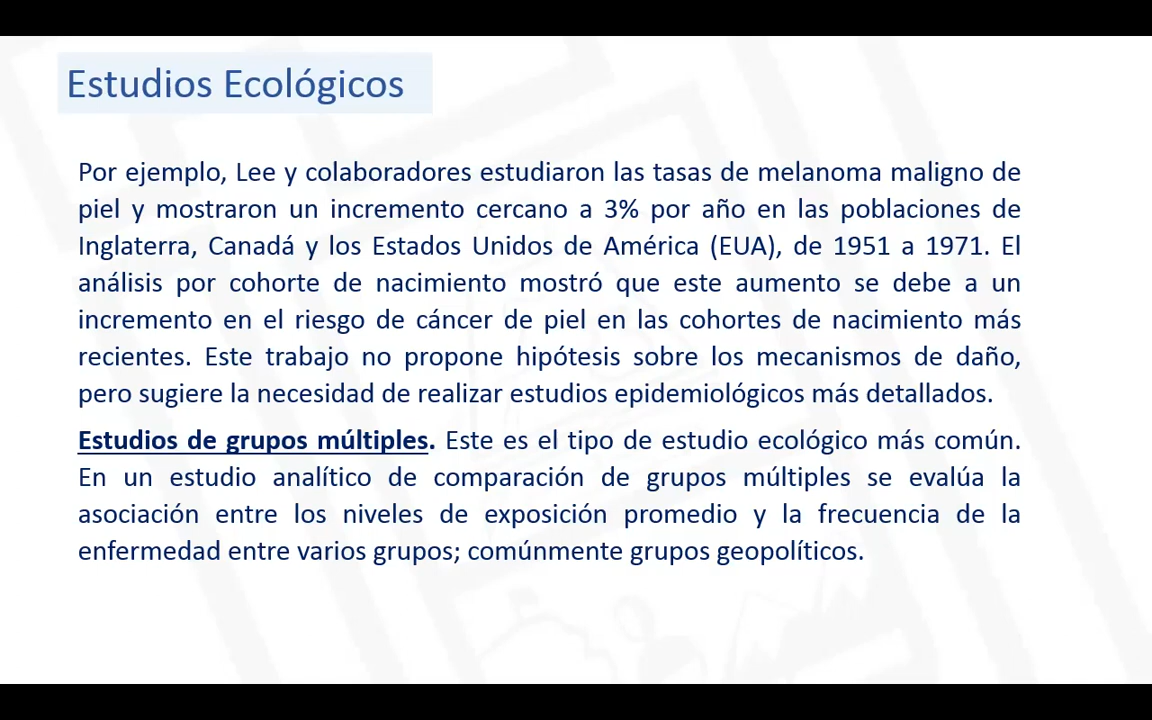 Estudios Ecológicos
Por ejemplo, Lee y colaboradores estudiaron las tasas de melanoma maligno de
piel y mostraron un incremento cercano a 3% por año en las poblaciones de
Inglaterra, Canadá y los Estados Unidos de América (EUA), de 1951 a 1971. El
análisis por cohorte de nacimiento mostró que este aumento se debe a un
incremento en el riesgo de cáncer de piel en las cohortes de nacimiento más
recientes. Este trabajo no propone hipótesis sobre los mecanismos de daño,
pero sugiere la necesidad de realizar estudios epidemiológicos más detallados.
Estudios de grupos múltiples. Este es el tipo de estudio ecológico más común.
En un estudio analítico de comparación de grupos múltiples se evalúa la
asociación entre los niveles de exposición promedio y la frecuencia de la
enfermedad entre varios grupos; comúnmente grupos geopolíticos.